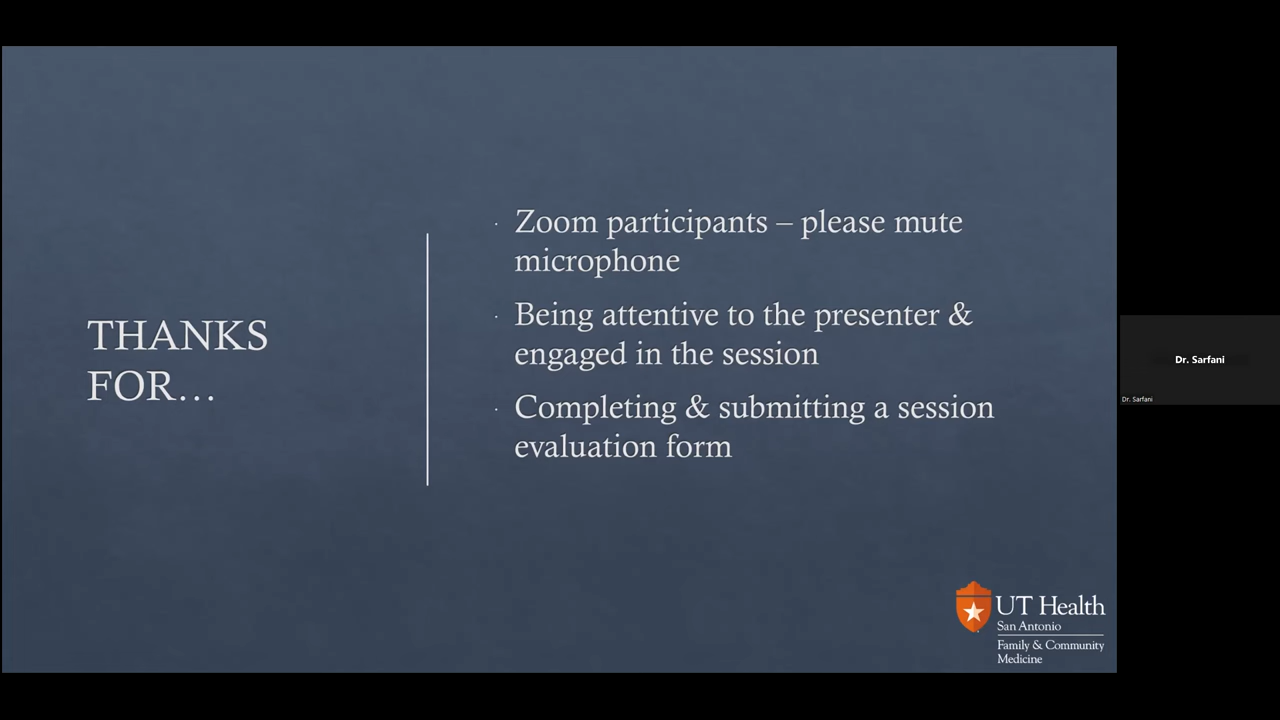 THANKS
FOR...
· Zoom participants – please mute
microphone
· Being attentive to the presenter &
engaged in the session
· Completing & submitting a session
evaluation form
UT Health
San Antonio
Family & Community
Medicine
Dr. Sarfani
Dr. Sarfani